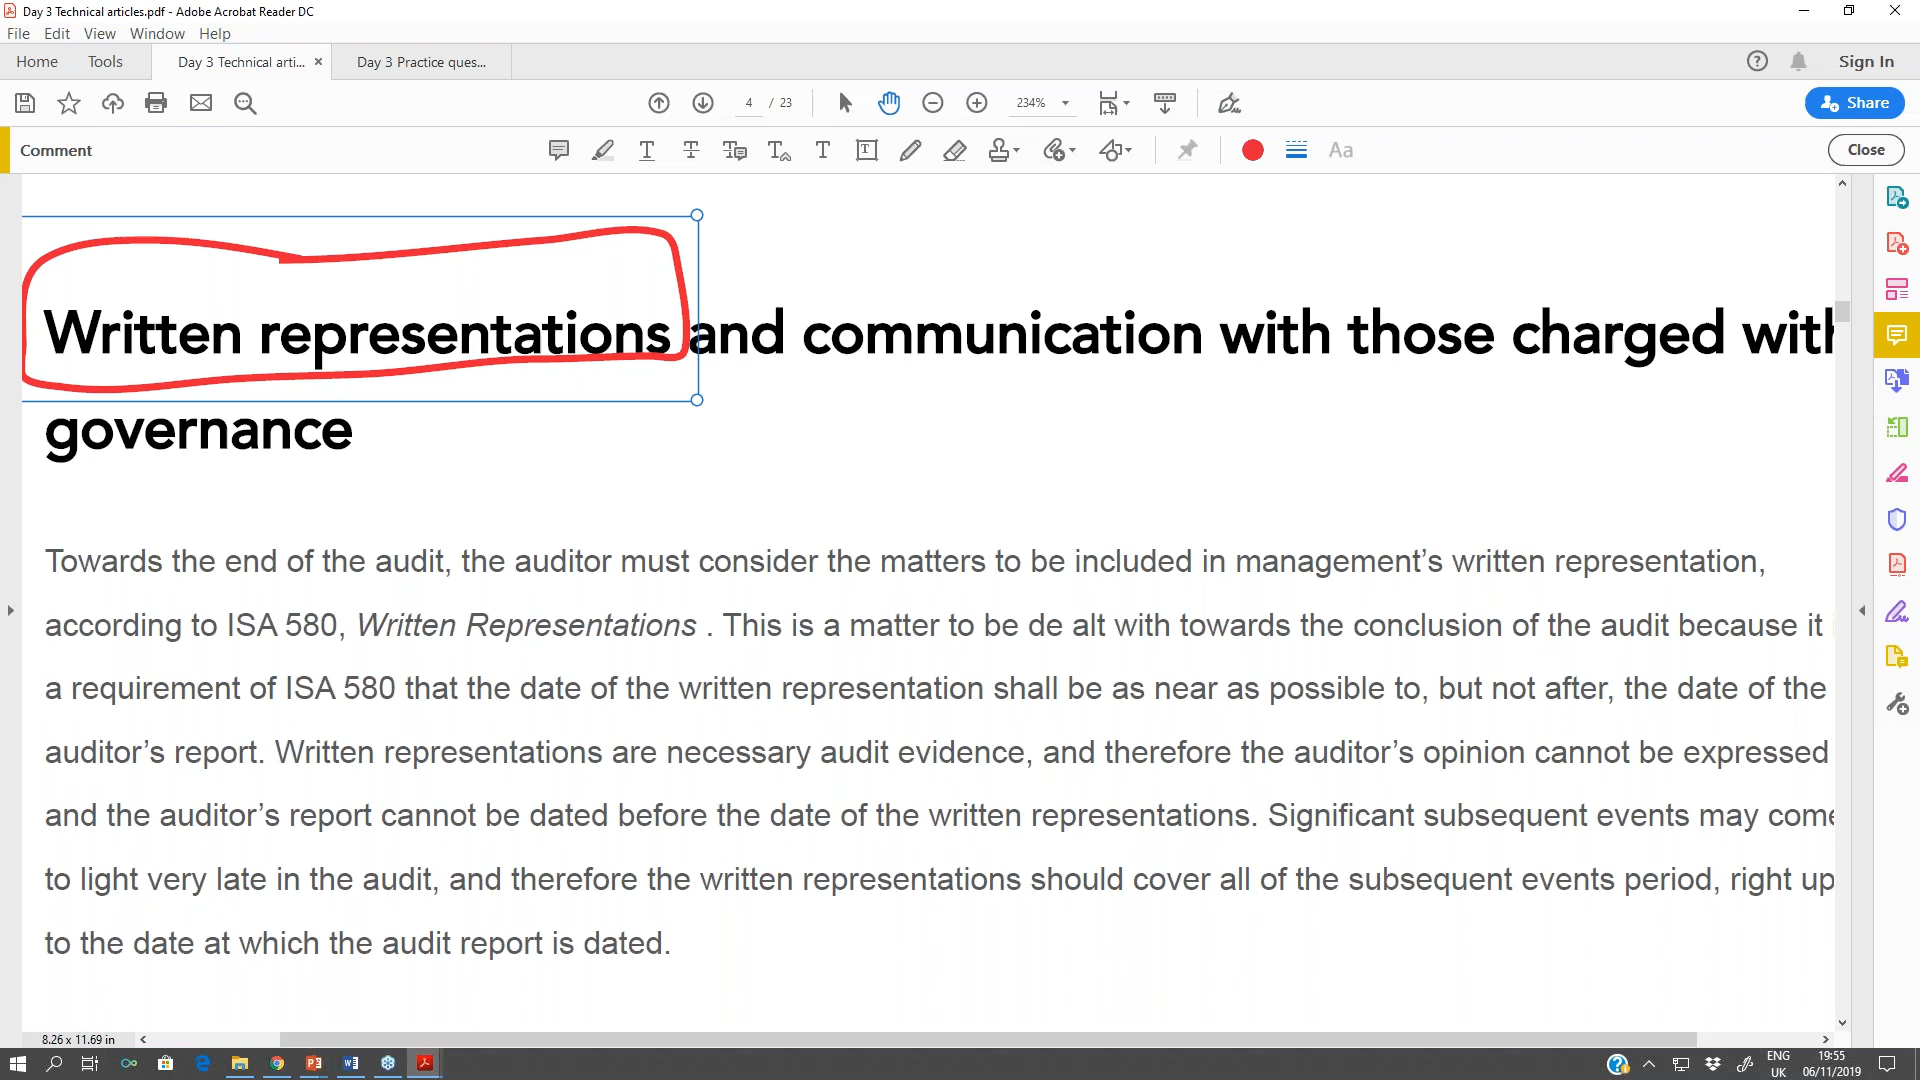 Day 3 Technical articles.pdf - Adobe Acrobat Reader DC
File Edit View Window Help
Home Tools Day 3 Technical arti... × Day 3 Practice ques... Sign In
4 / 23 234% Share
Comment Aa Close
Written representations and communication with those charged with
governance
Towards the end of the audit, the auditor must consider the matters to be included in management’s written representation,
according to ISA 580, Written Representations . This is a matter to be de alt with towards the conclusion of the audit because it
a requirement of ISA 580 that the date of the written representation shall be as near as possible to, but not after, the date of the
auditor’s report. Written representations are necessary audit evidence, and therefore the auditor’s opinion cannot be expressed
and the auditor’s report cannot be dated before the date of the written representations. Significant subsequent events may come
to light very late in the audit, and therefore the written representations should cover all of the subsequent events period, right up
to the date at which the audit report is dated.
8.26 x 11.69 in
ENG 19:55
UK 06/11/2019